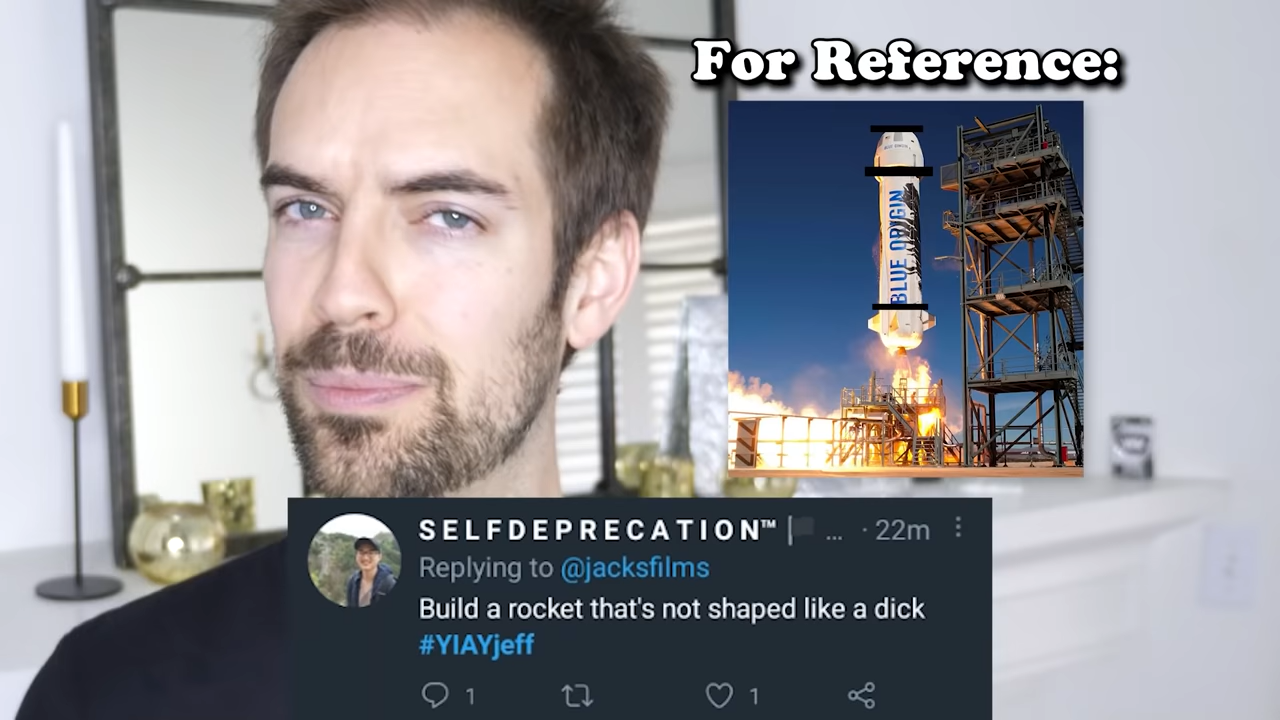 For Reference:
BLUE ORIGIN
SELFDEPRECATION™ | ... · 22m
Replying to @jacksfilms
Build a rocket that's not shaped like a dick
#YIAYjeff
1 1